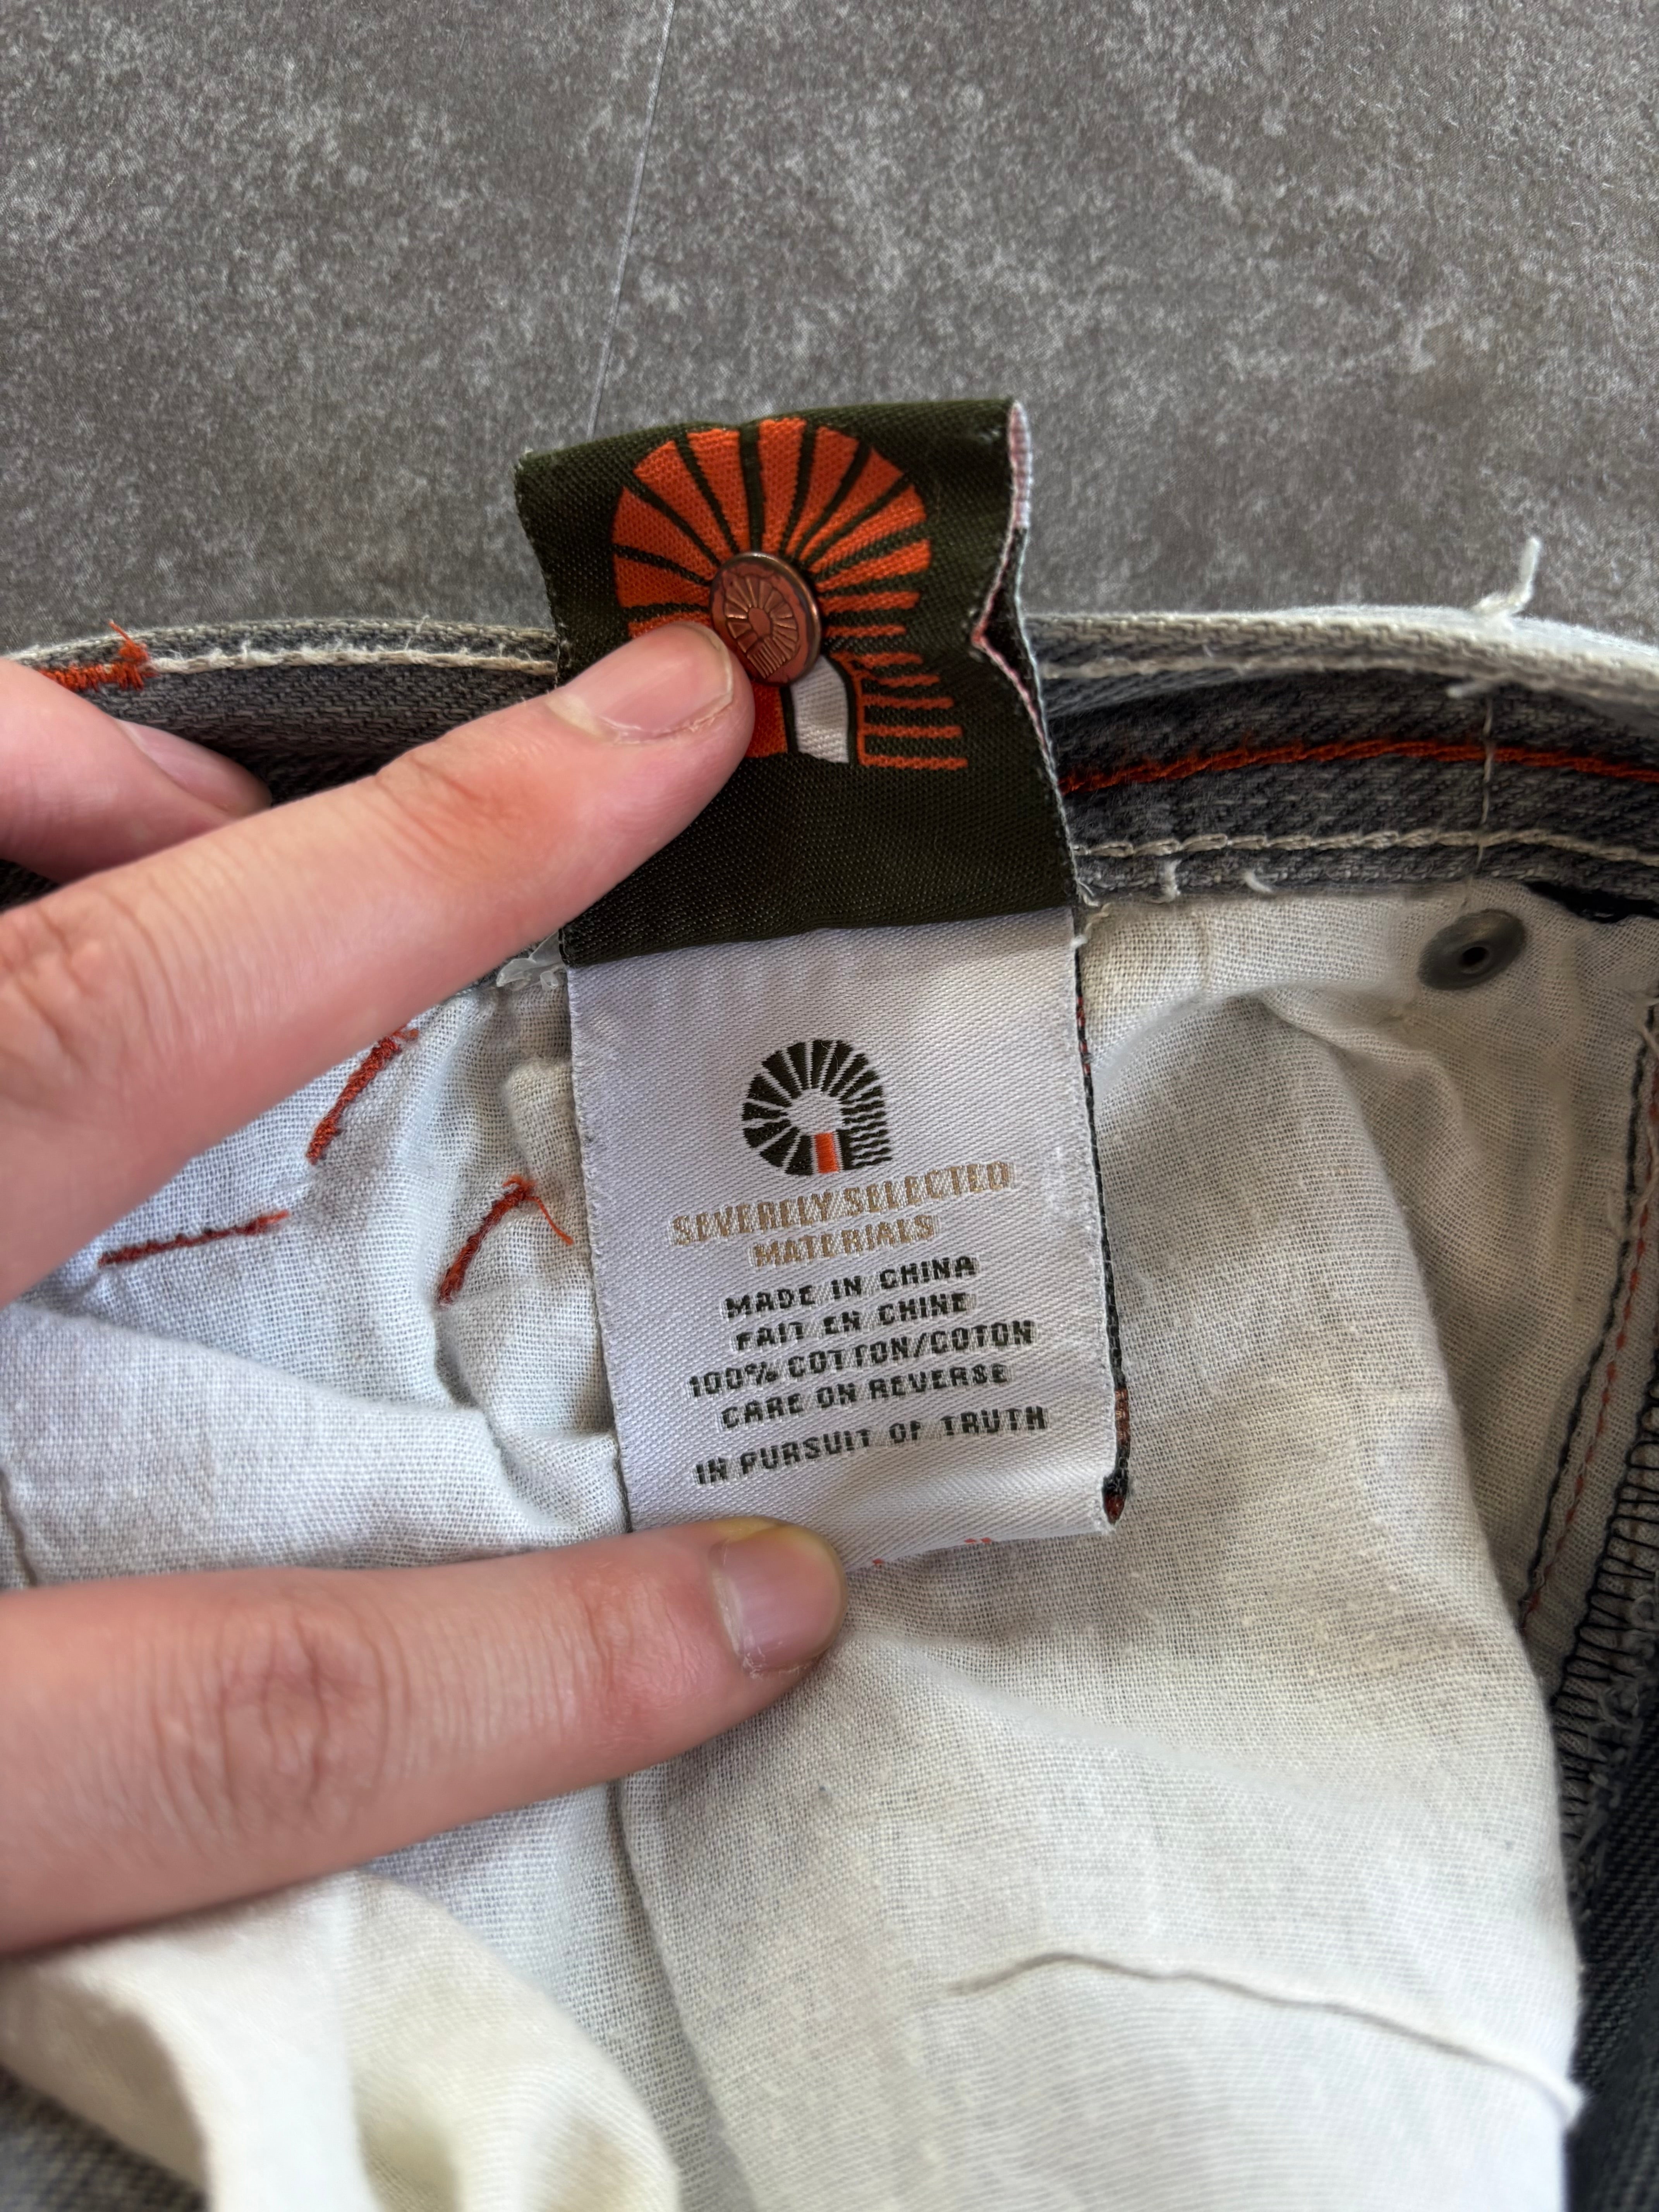 SEVERELY SELECTED
MATERIALS
MADE IN CHINA
FAIT EN CHINE
100% COTTON/COTON
CARE ON REVERSE
IN PURSUIT OF TRUTH